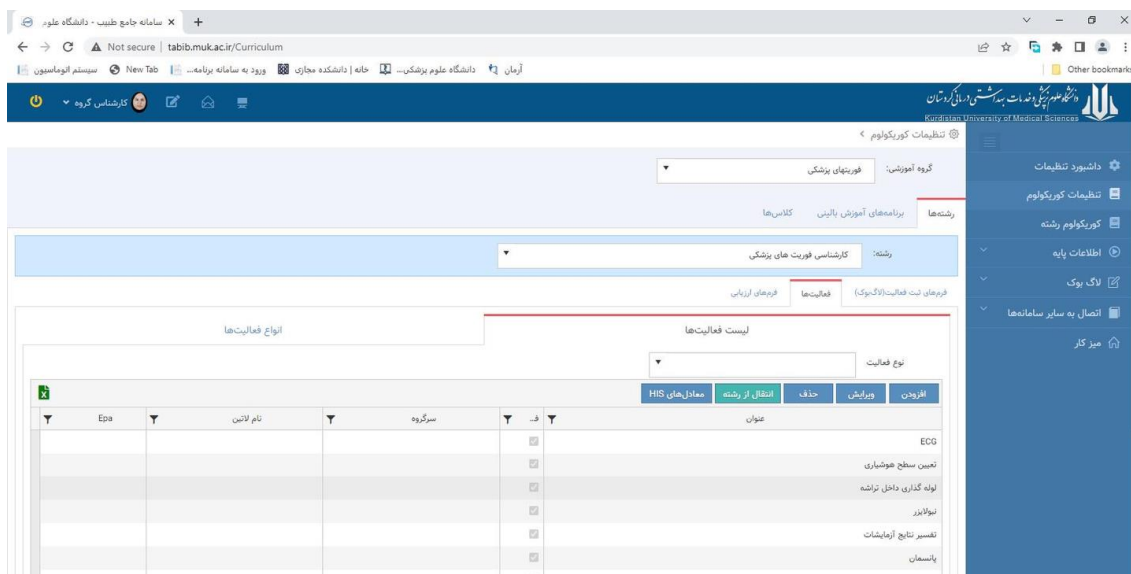 سامانه جامع طبیب - دانشگاه علوم
Not secure | tabib.muk.ac.ir/Curriculum
سیستم اتوماسیون New Tab ورود به سامانه برنامه... خانه | دانشکده مجازی دانشگاه علوم پزشکی... آرمان Other bookmarks
کارشناس گروه
دانشگاه علوم پزشکی و خدمات بهداشتی درمانی کردستان
Kurdistan University of Medical Sciences
تنظیمات کوریکولوم
داشبورد تنظیمات
تنظیمات کوریکولوم
کوریکولوم رشته
اطلاعات پایه
لاگ بوک
اتصال به سایر سامانه‌ها
میز کار
گروه آموزشی: فوریتهای پزشکی
رشته‌ها برنامه‌های آموزش بالینی کلاس‌ها
رشته: کارشناسی فوریت های پزشکی
فرم‌های ثبت فعالیت(لاگ‌بوک) فعالیت‌ها فرم‌های ارزیابی
لیست فعالیت‌ها انواع فعالیت‌ها
نوع فعالیت
افزودن ویرایش حذف انتقال از رشته معادل‌های HIS
عنوان ف.. سرگروه نام لاتین Epa
ECG
تعیین سطح هوشیاری
لوله گذاری داخل تراشه
نبولایزر
تفسیر نتایج آزمایشات
پانسمان